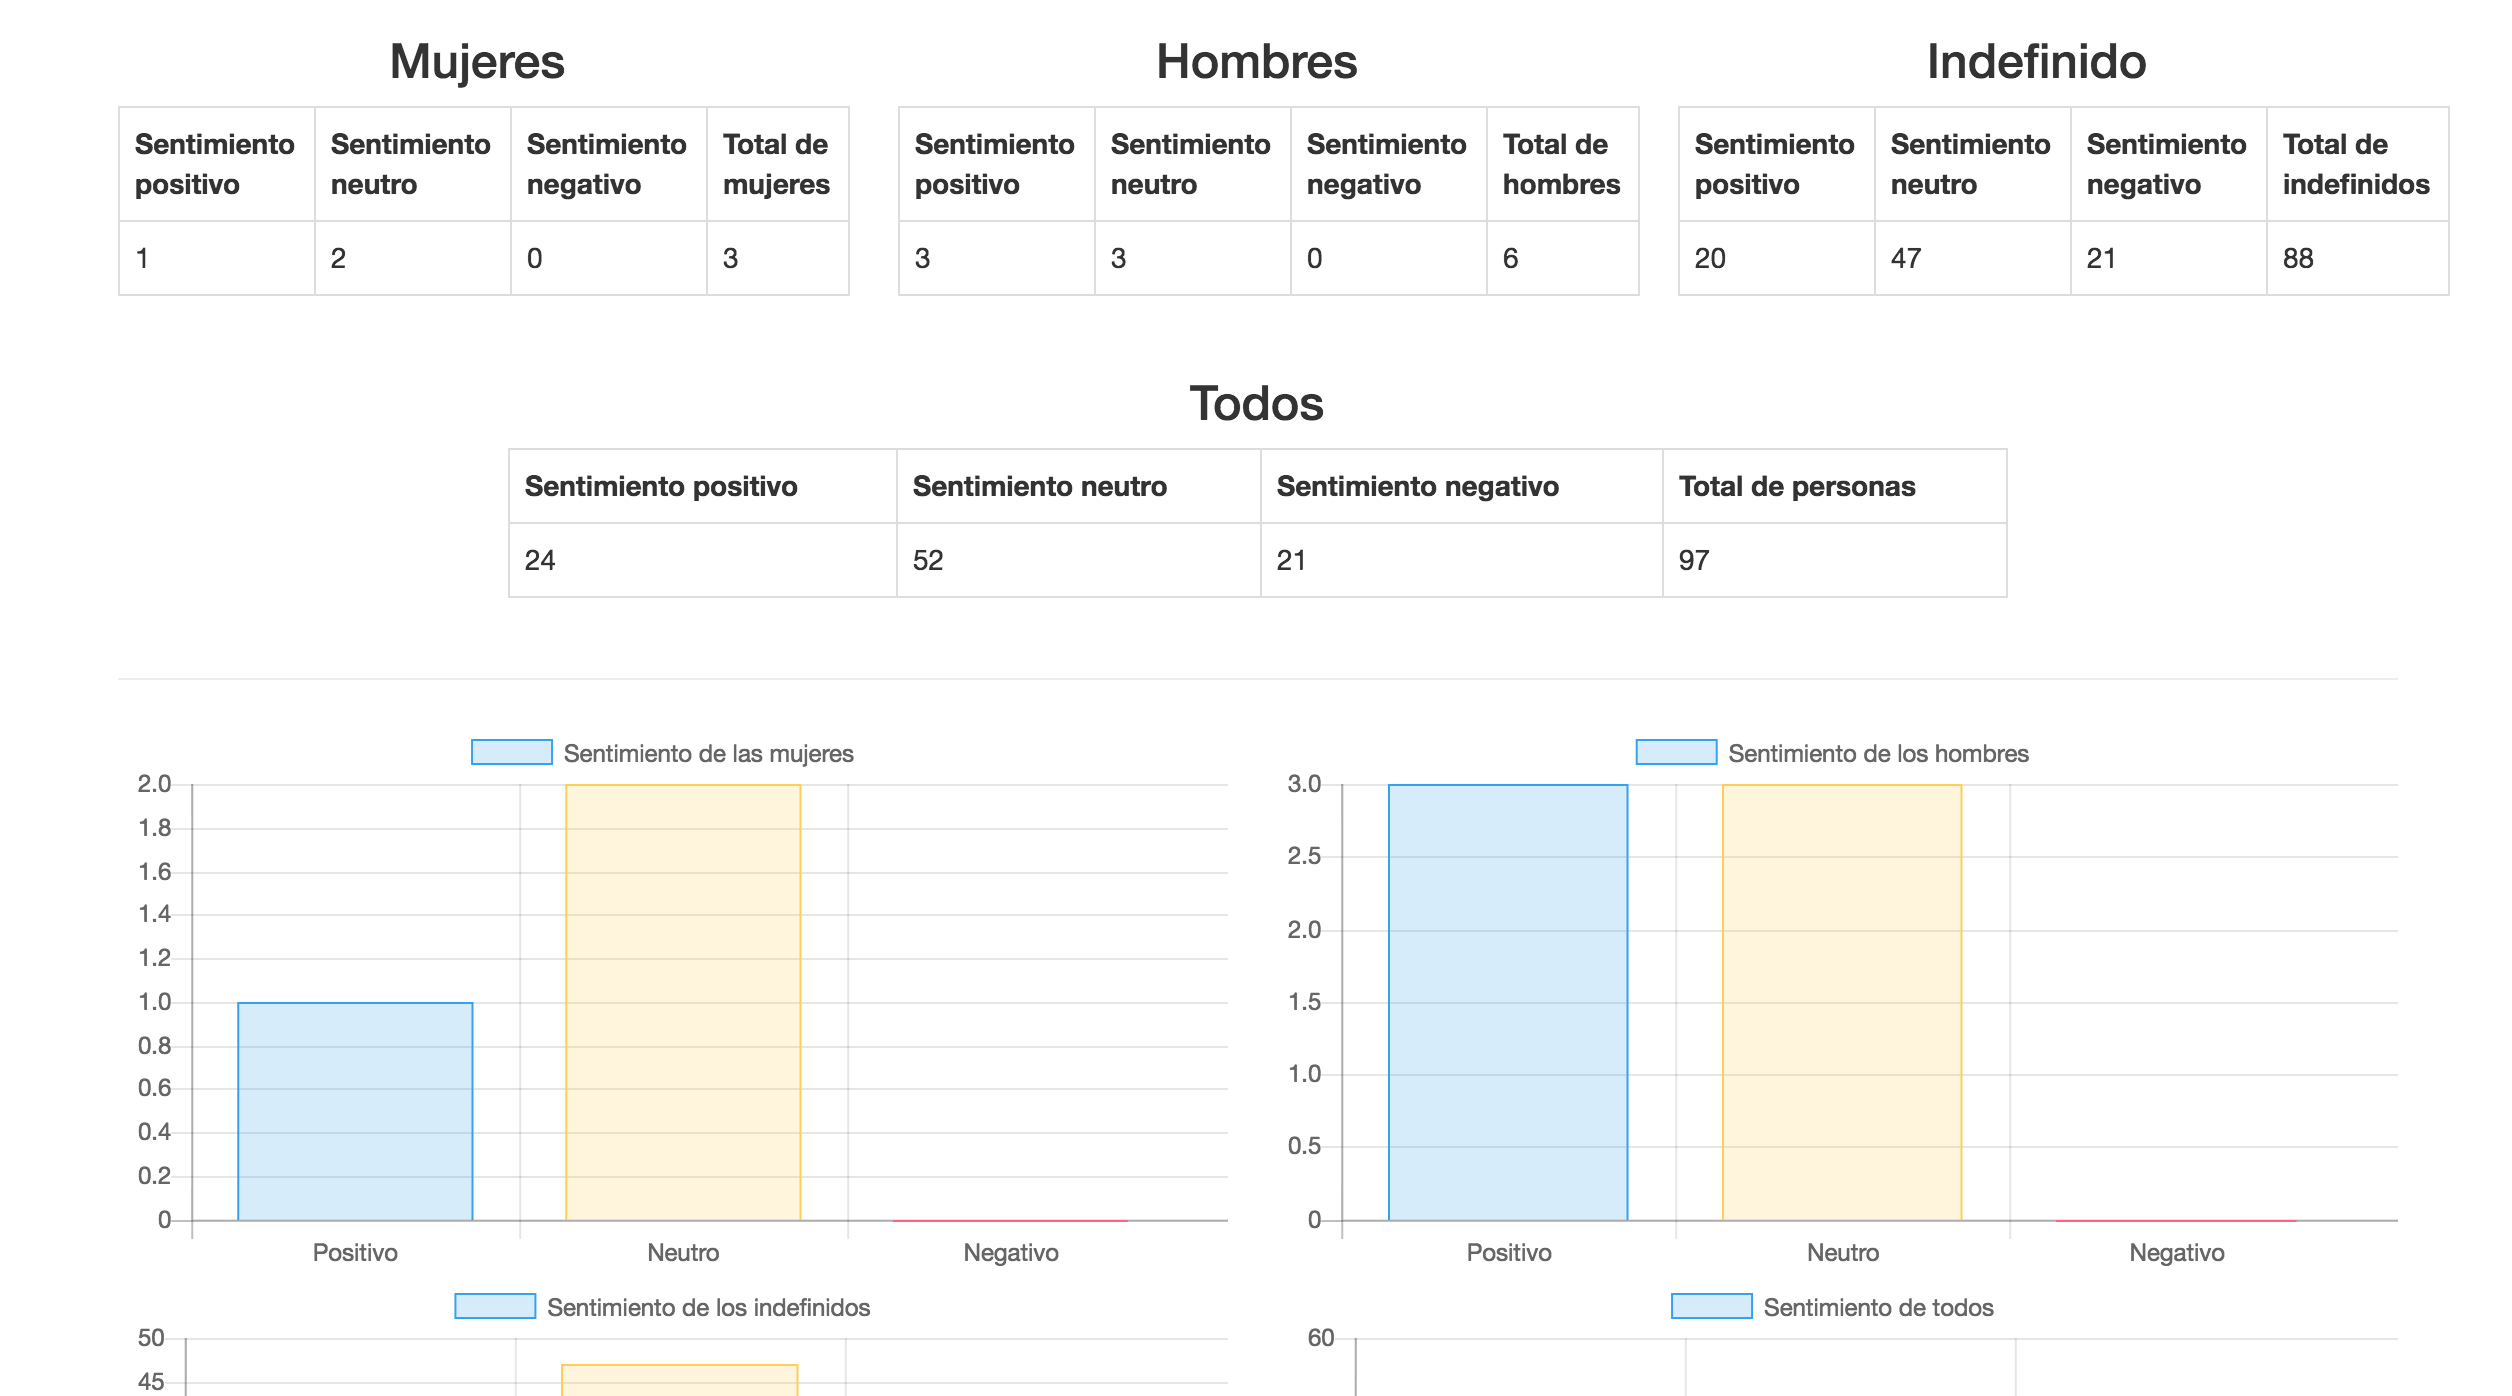 Mujeres
Sentimiento positivo Sentimiento neutro Sentimiento negativo Total de mujeres
1 2 0 3
Hombres
Sentimiento positivo Sentimiento neutro Sentimiento negativo Total de hombres
3 3 0 6
Indefinido
Sentimiento positivo Sentimiento neutro Sentimiento negativo Total de indefinidos
20 47 21 88
Todos
Sentimiento positivo Sentimiento neutro Sentimiento negativo Total de personas
24 52 21 97
Sentimiento de las mujeres
2.0
1.8
1.6
1.4
1.2
1.0
0.8
0.6
0.4
0.2
0
Positivo Neutro Negativo
Sentimiento de los hombres
3.0
2.5
2.0
1.5
1.0
0.5
0
Positivo Neutro Negativo
Sentimiento de los indefinidos
50
45
Sentimiento de todos
60